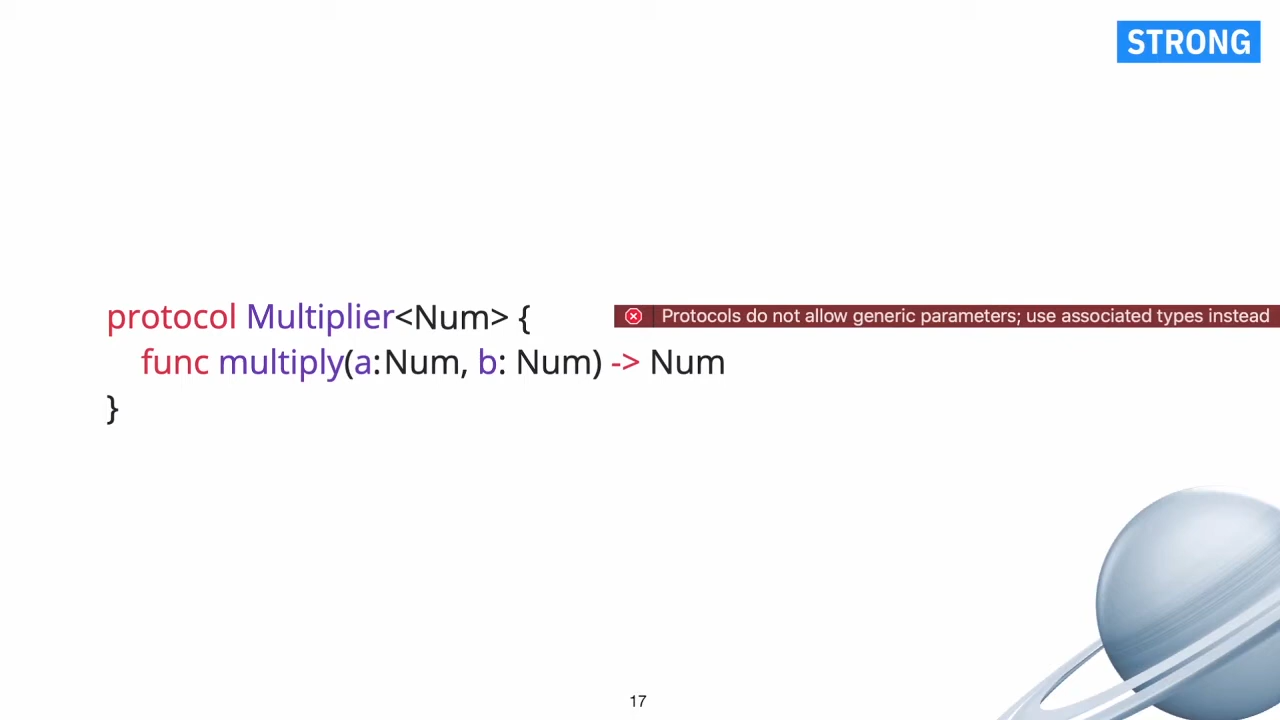 STRONG
protocol Multiplier<Num> {
Protocols do not allow generic parameters; use associated types instead
func multiply(a:Num, b: Num) -> Num
}
17